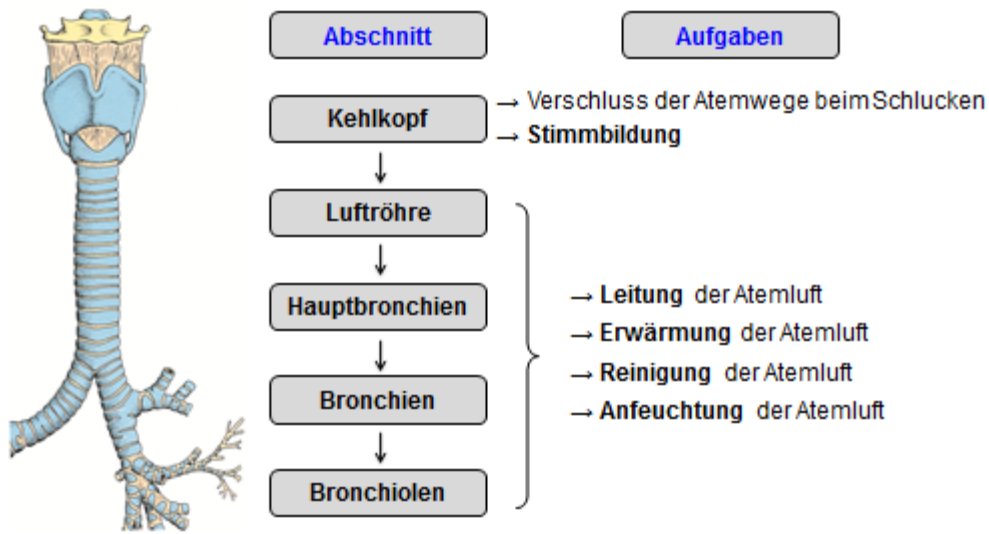 Abschnitt
Aufgaben
Kehlkopf
→ Verschluss der Atemwege beim Schlucken
→ Stimmbildung
Luftröhre
Hauptbronchien
Bronchien
Bronchiolen
→ Leitung der Atemluft
→ Erwärmung der Atemluft
→ Reinigung der Atemluft
→ Anfeuchtung der Atemluft